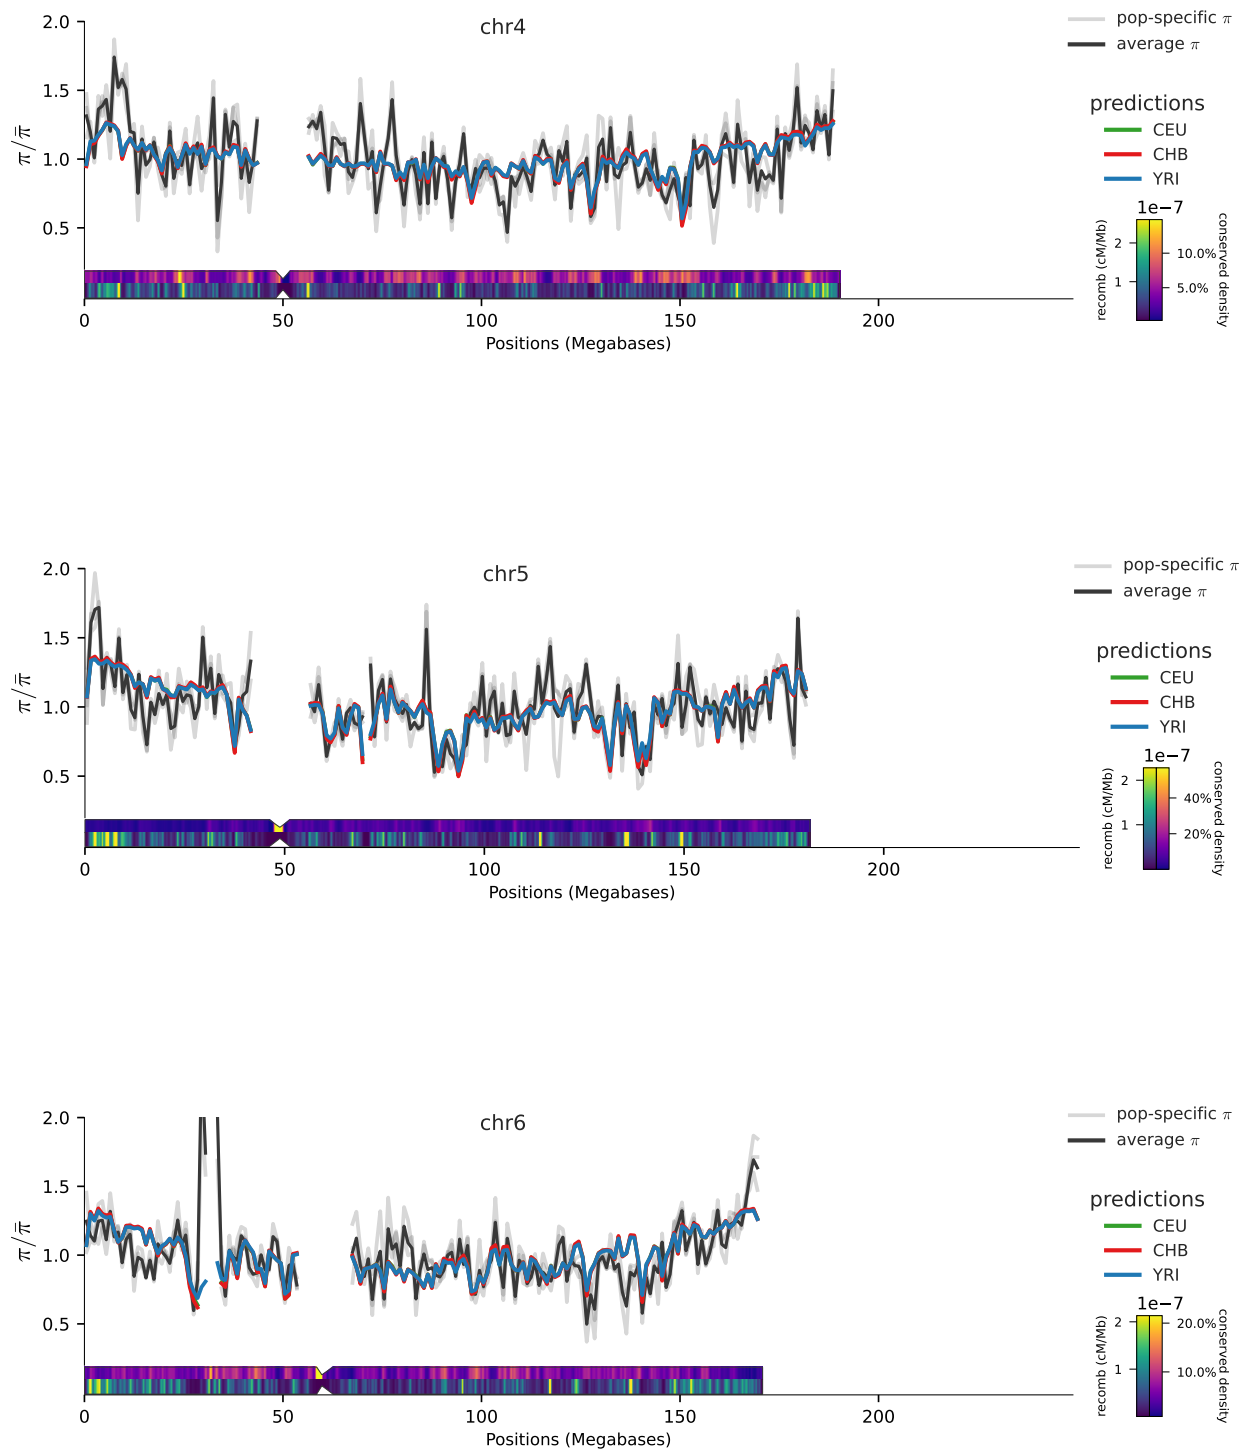 chr4
2.0
1.5
1.0
0.5
π/π̄
0
50
100
150
200
Positions (Megabases)
pop-specific π
average π
predictions
CEU
CHB
YRI
1e−7
recomb (cM/Mb)
2
1
10.0%
5.0%
conserved density
chr5
2.0
1.5
1.0
0.5
π/π̄
0
50
100
150
200
Positions (Megabases)
pop-specific π
average π
predictions
CEU
CHB
YRI
1e−7
recomb (cM/Mb)
2
1
40%
20%
conserved density
chr6
2.0
1.5
1.0
0.5
π/π̄
0
50
100
150
200
Positions (Megabases)
pop-specific π
average π
predictions
CEU
CHB
YRI
1e−7
recomb (cM/Mb)
2
1
20.0%
10.0%
conserved density